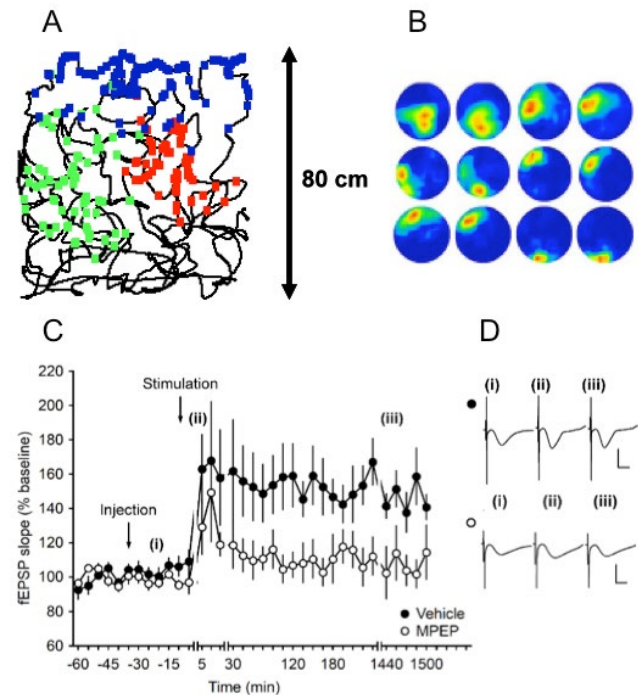 A
B
80 cm
C
D
220
200
180
160
140
120
100
80
60
fEPSP slope (% baseline)
Stimulation
Injection
(i)
(ii)
(iii)
Vehicle
MPEP
-60 -45 -30 -15 5 30 120 180 1440 1500
Time (min)
(i) (ii) (iii)
(i) (ii) (iii)